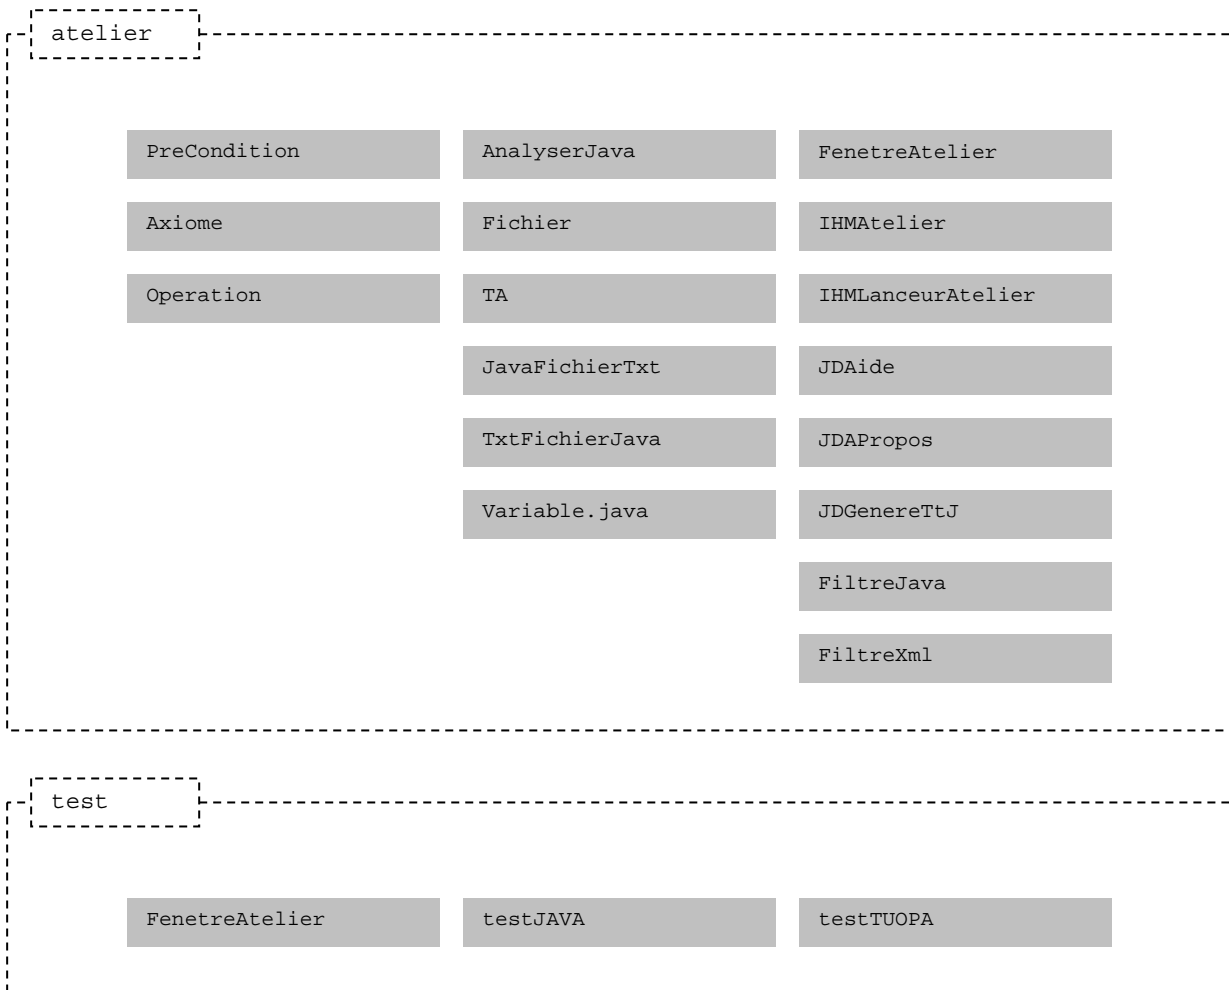 atelier
PreCondition AnalyserJava FenetreAtelier
Axiome Fichier IHMAtelier
Operation TA IHMLanceurAtelier
JavaFichierTxt JDAide
TxtFichierJava JDAPropos
Variable.java JDGenereTtJ
FiltreJava
FiltreXml
test
FenetreAtelier testJAVA testTUOPA